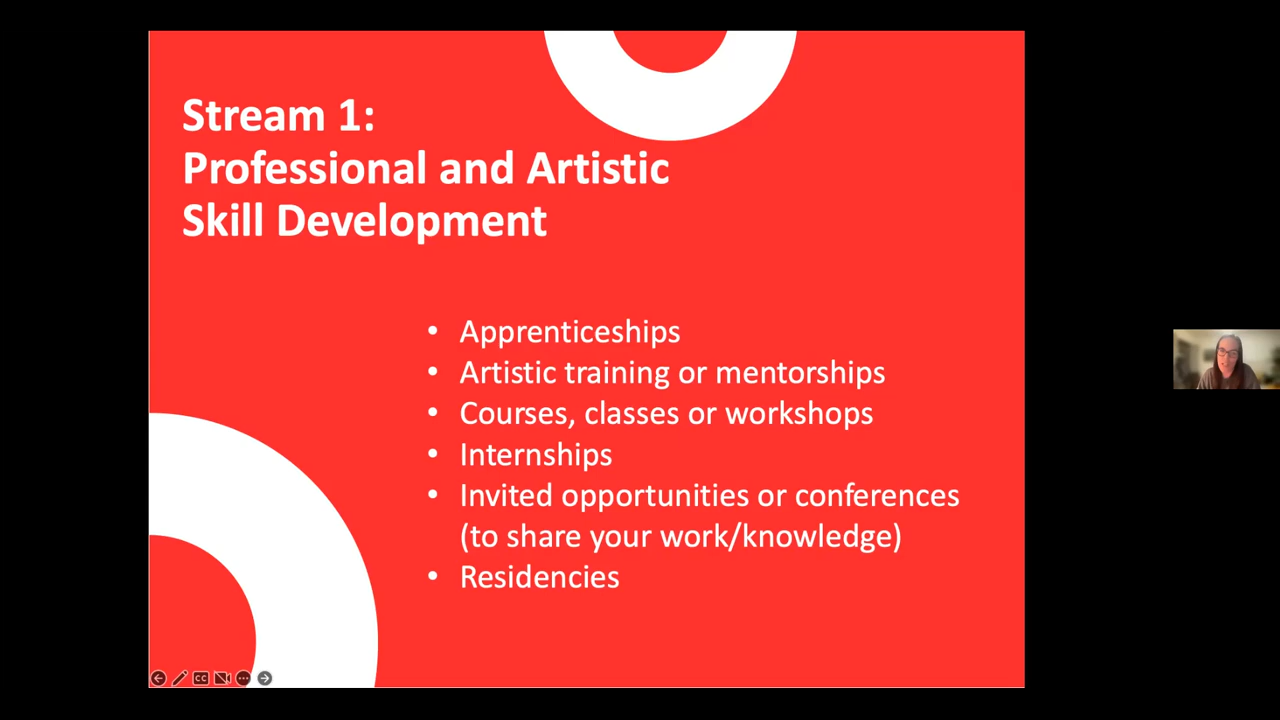 Stream 1:
Professional and Artistic
Skill Development
• Apprenticeships
• Artistic training or mentorships
• Courses, classes or workshops
• Internships
• Invited opportunities or conferences
(to share your work/knowledge)
• Residencies
CC